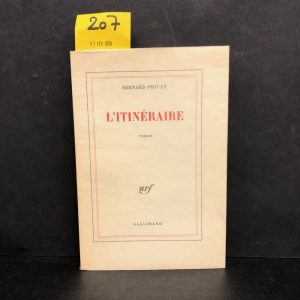 207
BERNARD PRIVAT
L'ITINÉRAIRE
roman
nrf
GALLIMARD